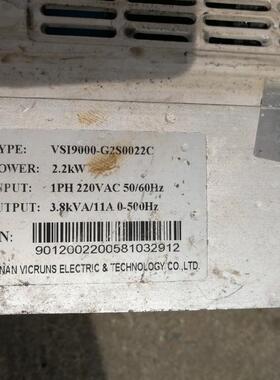 YPE: VSI9000-G2S0022C
OWER: 2.2kW
NPUT: 1PH 220VAC 50/60Hz
UTPUT: 3.8kVA/11A 0-500Hz
N:
9012002200581032912
NAN VICRUNS ELECTRIC & TECHNOLOGY CO.,LTD.